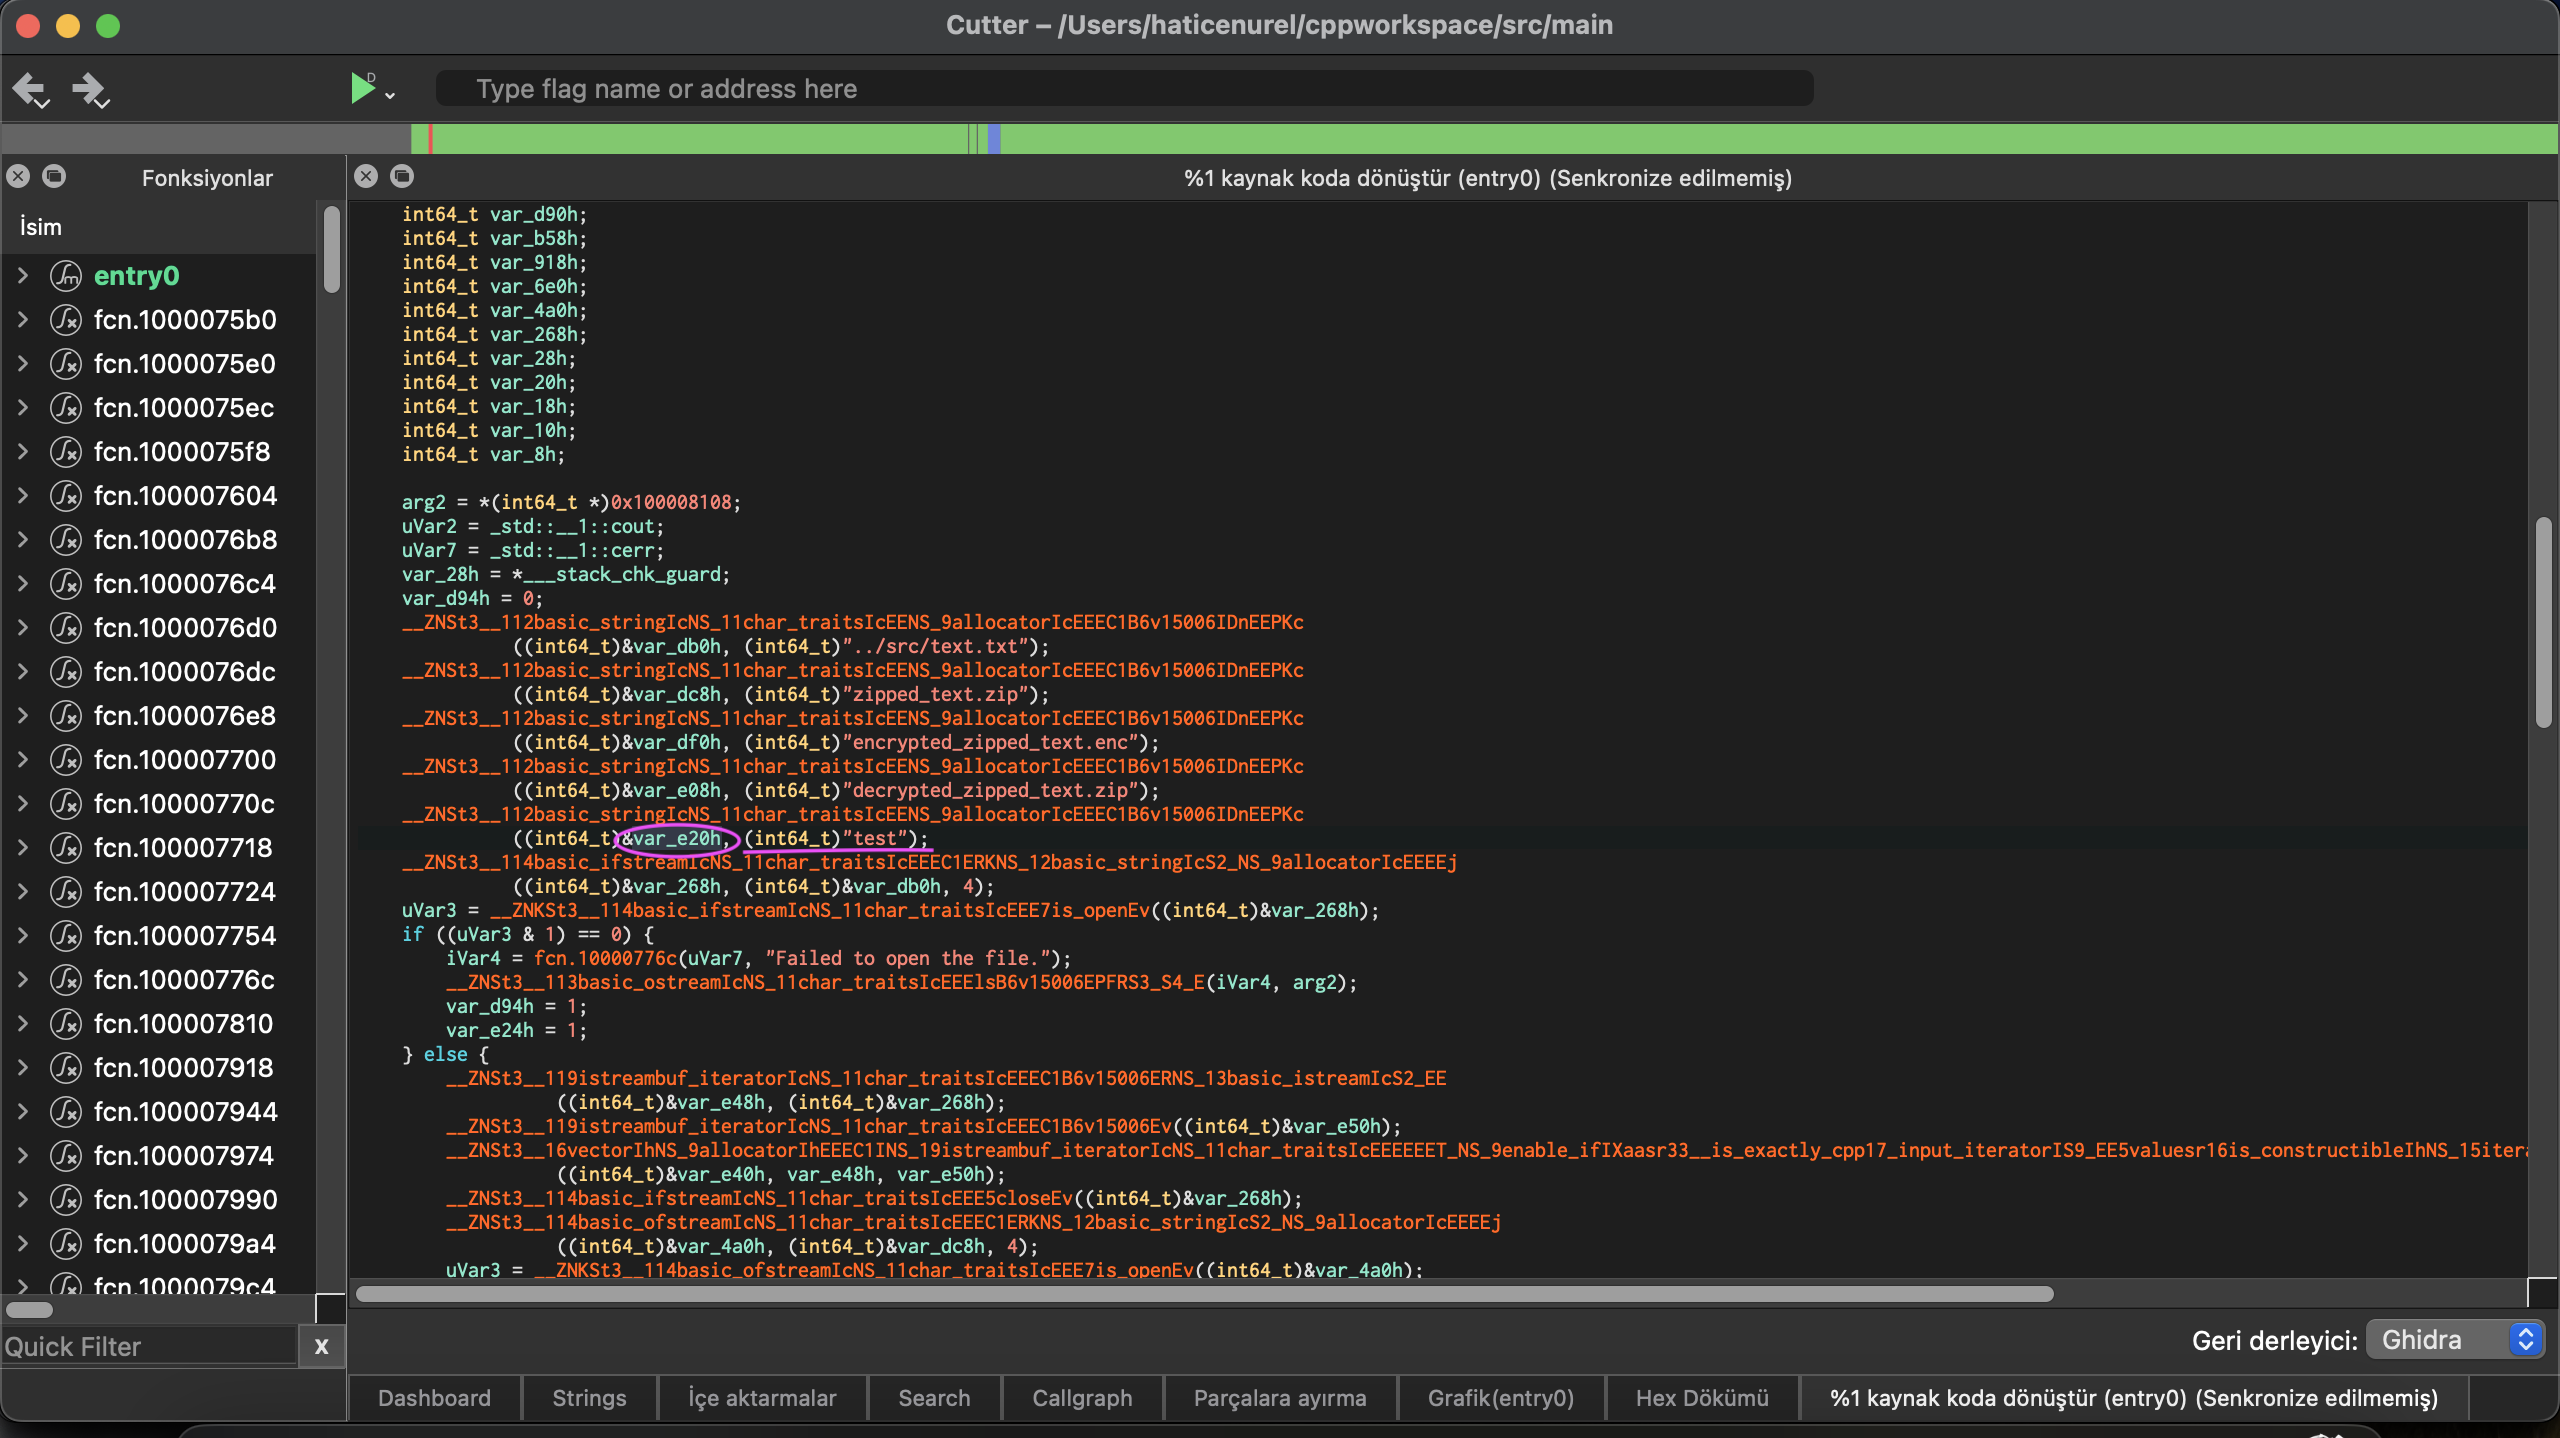 Cutter – /Users/haticenurel/cppworkspace/src/main
D
Type flag name or address here
Fonksiyonlar
İsim
entry0
fcn.1000075b0
fcn.1000075e0
fcn.1000075ec
fcn.1000075f8
fcn.100007604
fcn.1000076b8
fcn.1000076c4
fcn.1000076d0
fcn.1000076dc
fcn.1000076e8
fcn.100007700
fcn.10000770c
fcn.100007718
fcn.100007724
fcn.100007754
fcn.10000776c
fcn.100007810
fcn.100007918
fcn.100007944
fcn.100007974
fcn.100007990
fcn.1000079a4
fcn.1000079c4
Quick Filter
X
%1 kaynak koda dönüştür (entry0) (Senkronize edilmemiş)
int64_t var_d90h;
int64_t var_b58h;
int64_t var_918h;
int64_t var_6e0h;
int64_t var_4a0h;
int64_t var_268h;
int64_t var_28h;
int64_t var_20h;
int64_t var_18h;
int64_t var_10h;
int64_t var_8h;
arg2 = *(int64_t *)0x100008108;
uVar2 = _std::__1::cout;
uVar7 = _std::__1::cerr;
var_28h = *___stack_chk_guard;
var_d94h = 0;
__ZNSt3__112basic_stringIcNS_11char_traitsIcEENS_9allocatorIcEEEC1B6v15006IDnEEPKc
((int64_t)&var_db0h, (int64_t)"../src/text.txt");
__ZNSt3__112basic_stringIcNS_11char_traitsIcEENS_9allocatorIcEEEC1B6v15006IDnEEPKc
((int64_t)&var_dc8h, (int64_t)"zipped_text.zip");
__ZNSt3__112basic_stringIcNS_11char_traitsIcEENS_9allocatorIcEEEC1B6v15006IDnEEPKc
((int64_t)&var_df0h, (int64_t)"encrypted_zipped_text.enc");
__ZNSt3__112basic_stringIcNS_11char_traitsIcEENS_9allocatorIcEEEC1B6v15006IDnEEPKc
((int64_t)&var_e08h, (int64_t)"decrypted_zipped_text.zip");
__ZNSt3__112basic_stringIcNS_11char_traitsIcEENS_9allocatorIcEEEC1B6v15006IDnEEPKc
((int64_t)&var_e20h, (int64_t)"test");
__ZNSt3__114basic_ifstreamIcNS_11char_traitsIcEEEC1ERKNS_12basic_stringIcS2_NS_9allocatorIcEEEEj
((int64_t)&var_268h, (int64_t)&var_db0h, 4);
uVar3 = __ZNKSt3__114basic_ifstreamIcNS_11char_traitsIcEEE7is_openEv((int64_t)&var_268h);
if ((uVar3 & 1) == 0) {
iVar4 = fcn.10000776c(uVar7, "Failed to open the file.");
__ZNSt3__113basic_ostreamIcNS_11char_traitsIcEEElsB6v15006EPFRS3_S4_E(iVar4, arg2);
var_d94h = 1;
var_e24h = 1;
} else {
__ZNSt3__119istreambuf_iteratorIcNS_11char_traitsIcEEEC1B6v15006ERNS_13basic_istreamIcS2_EE
((int64_t)&var_e48h, (int64_t)&var_268h);
__ZNSt3__119istreambuf_iteratorIcNS_11char_traitsIcEEEC1B6v15006Ev((int64_t)&var_e50h);
__ZNSt3__16vectorIhNS_9allocatorIhEEEC1INS_19istreambuf_iteratorIcNS_11char_traitsIcEEEEEET_NS_9enable_ifIXaasr33__is_exactly_cpp17_input_iteratorIS9_EE5valuesr16is_constructibleIhNS_15itera
((int64_t)&var_e40h, var_e48h, var_e50h);
__ZNSt3__114basic_ifstreamIcNS_11char_traitsIcEEE5closeEv((int64_t)&var_268h);
__ZNSt3__114basic_ofstreamIcNS_11char_traitsIcEEEC1ERKNS_12basic_stringIcS2_NS_9allocatorIcEEEEj
((int64_t)&var_4a0h, (int64_t)&var_dc8h, 4);
uVar3 = __ZNKSt3__114basic_ofstreamIcNS_11char_traitsIcEEE7is_openEv((int64_t)&var_4a0h);
Geri derleyici: Ghidra
Dashboard
Strings
İçe aktarmalar
Search
Callgraph
Parçalara ayırma
Grafik(entry0)
Hex Dökümü
%1 kaynak koda dönüştür (entry0) (Senkronize edilmemiş)